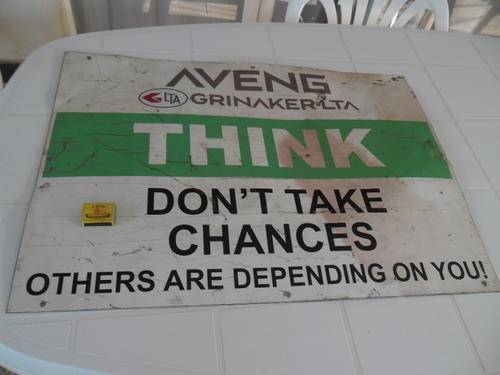 AVENG
LTA GRINAKER-LTA
THINK
DON'T TAKE
CHANCES
OTHERS ARE DEPENDING ON YOU!